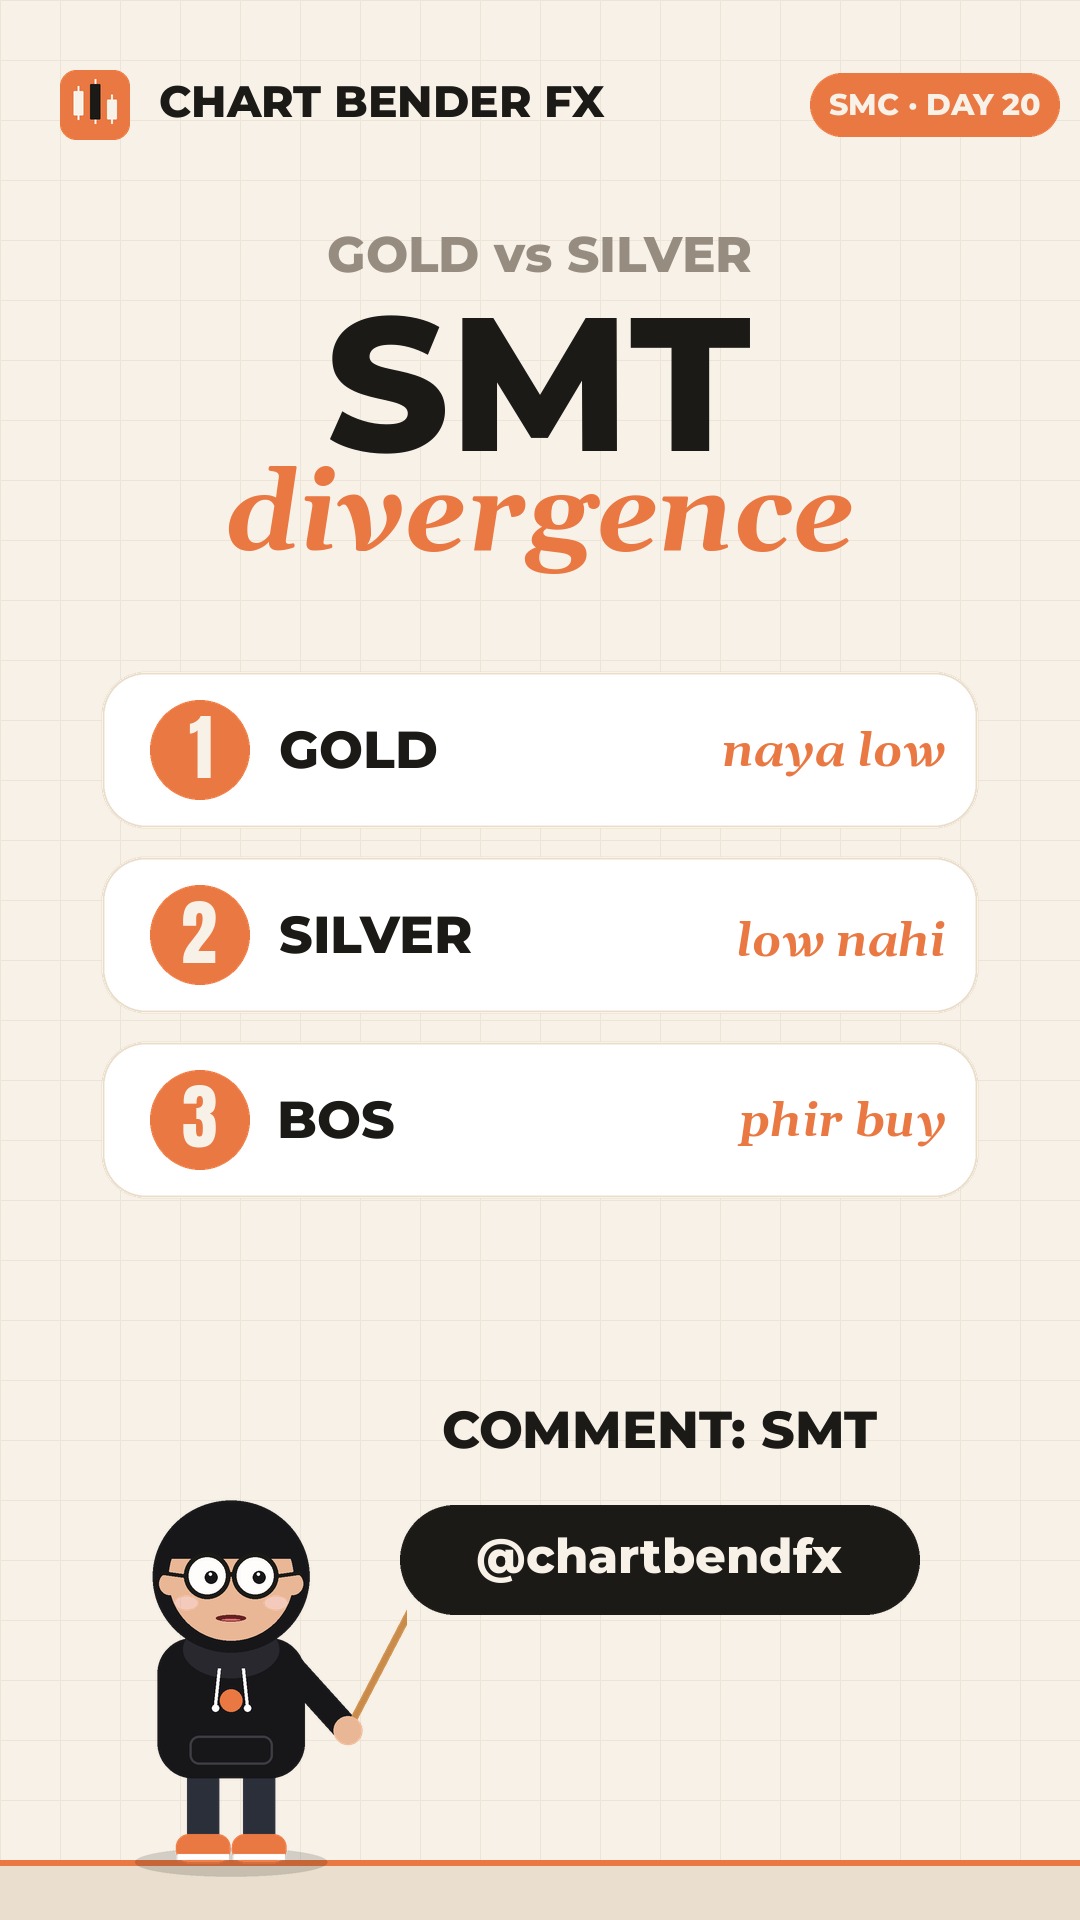 CHART BENDER FX
SMC • DAY 20
GOLD vs SILVER
SMT
divergence
1 GOLD naya low
2 SILVER low nahi
3 BOS phir buy
COMMENT: SMT
@chartbendfx